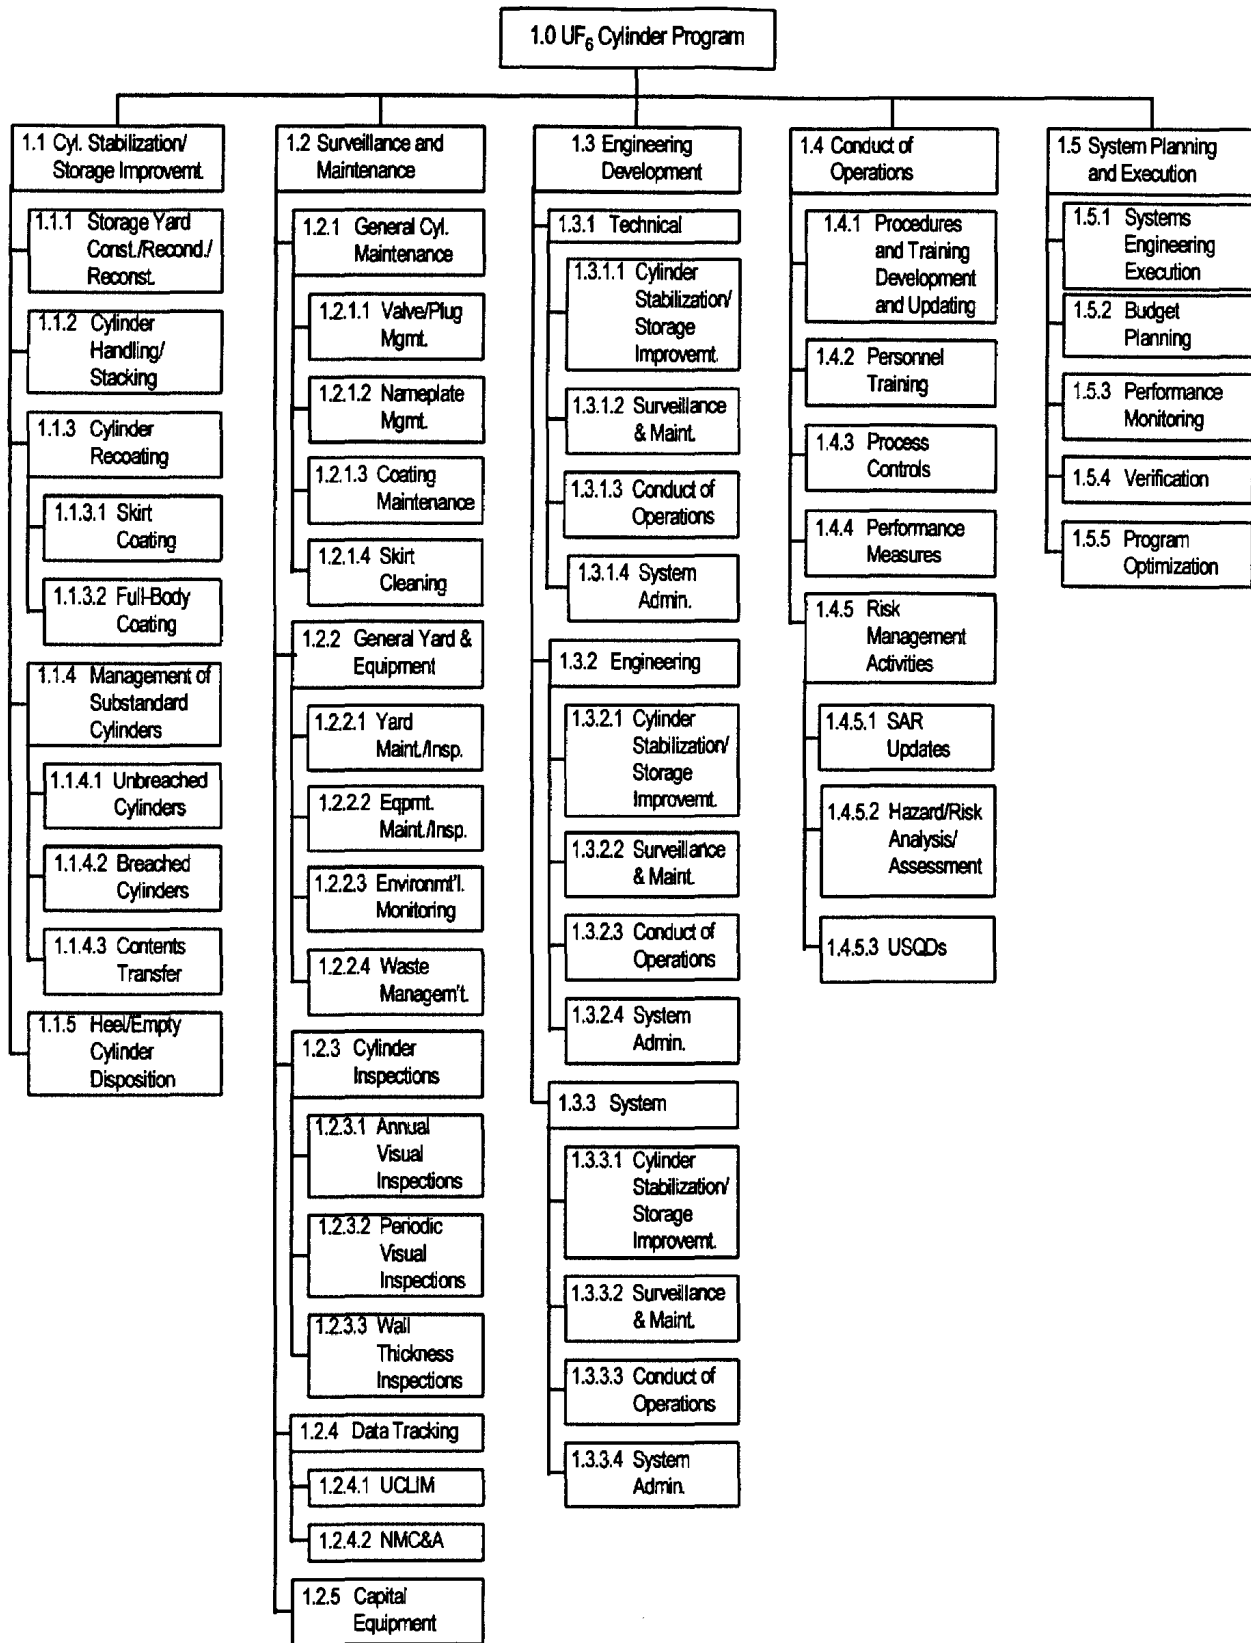 1.0 UF6 Cylinder Program
1.1 Cyl. Stabilization/
Storage Improvemt.
1.1.1 Storage Yard
Const./Recond./
Reconst.
1.1.2 Cylinder
Handling/
Stacking
1.1.3 Cylinder
Recoating
1.1.3.1 Skirt
Coating
1.1.3.2 Full-Body
Coating
1.1.4 Management of
Substandard
Cylinders
1.1.4.1 Unbreached
Cylinders
1.1.4.2 Breached
Cylinders
1.1.4.3 Contents
Transfer
1.1.5 Heel/Empty
Cylinder
Disposition
1.2 Surveillance and
Maintenance
1.2.1 General Cyl.
Maintenance
1.2.1.1 Valve/Plug
Mgmt.
1.2.1.2 Nameplate
Mgmt.
1.2.1.3 Coating
Maintenance
1.2.1.4 Skirt
Cleaning
1.2.2 General Yard &
Equipment
1.2.2.1 Yard
Maint./Insp.
1.2.2.2 Eqpmt.
Maint./Insp.
1.2.2.3 Environmt'l.
Monitoring
1.2.2.4 Waste
Managem't.
1.2.3 Cylinder
Inspections
1.2.3.1 Annual
Visual
Inspections
1.2.3.2 Periodic
Visual
Inspections
1.2.3.3 Wall
Thickness
Inspections
1.2.4 Data Tracking
1.2.4.1 UCLIM
1.2.4.2 NMC&A
1.2.5 Capital
Equipment
1.3 Engineering
Development
1.3.1 Technical
1.3.1.1 Cylinder
Stabilization/
Storage
Improvemt.
1.3.1.2 Surveillance
& Maint.
1.3.1.3 Conduct of
Operations
1.3.1.4 System
Admin.
1.3.2 Engineering
1.3.2.1 Cylinder
Stabilization/
Storage
Improvemt.
1.3.2.2 Surveillance
& Maint.
1.3.2.3 Conduct of
Operations
1.3.2.4 System
Admin.
1.3.3 System
1.3.3.1 Cylinder
Stabilization/
Storage
Improvemt.
1.3.3.2 Surveillance
& Maint.
1.3.3.3 Conduct of
Operations
1.3.3.4 System
Admin.
1.4 Conduct of
Operations
1.4.1 Procedures
and Training
Development
and Updating
1.4.2 Personnel
Training
1.4.3 Process
Controls
1.4.4 Performance
Measures
1.4.5 Risk
Management
Activities
1.4.5.1 SAR
Updates
1.4.5.2 Hazard/Risk
Analysis/
Assessment
1.4.5.3 USQDs
1.5 System Planning
and Execution
1.5.1 Systems
Engineering
Execution
1.5.2 Budget
Planning
1.5.3 Performance
Monitoring
1.5.4 Verification
1.5.5 Program
Optimization